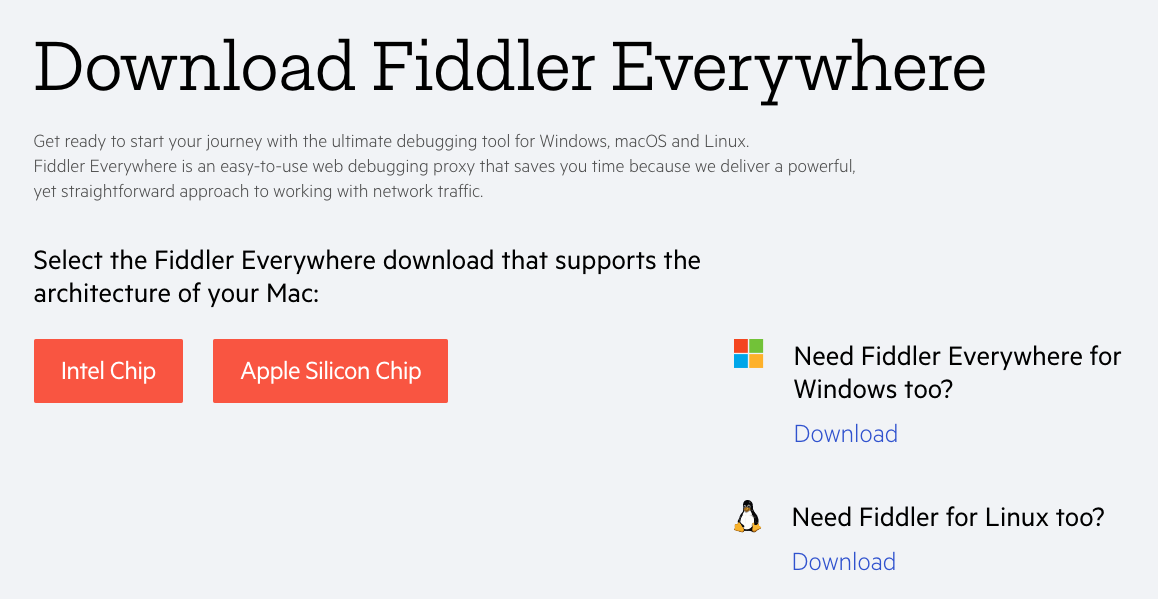 Download Fiddler Everywhere
Get ready to start your journey with the ultimate debugging tool for Windows, macOS and Linux.
Fiddler Everywhere is an easy-to-use web debugging proxy that saves you time because we deliver a powerful,
yet straightforward approach to working with network traffic.
Select the Fiddler Everywhere download that supports the
architecture of your Mac:
Intel Chip
Apple Silicon Chip
Need Fiddler Everywhere for
Windows too?
Download
Need Fiddler for Linux too?
Download